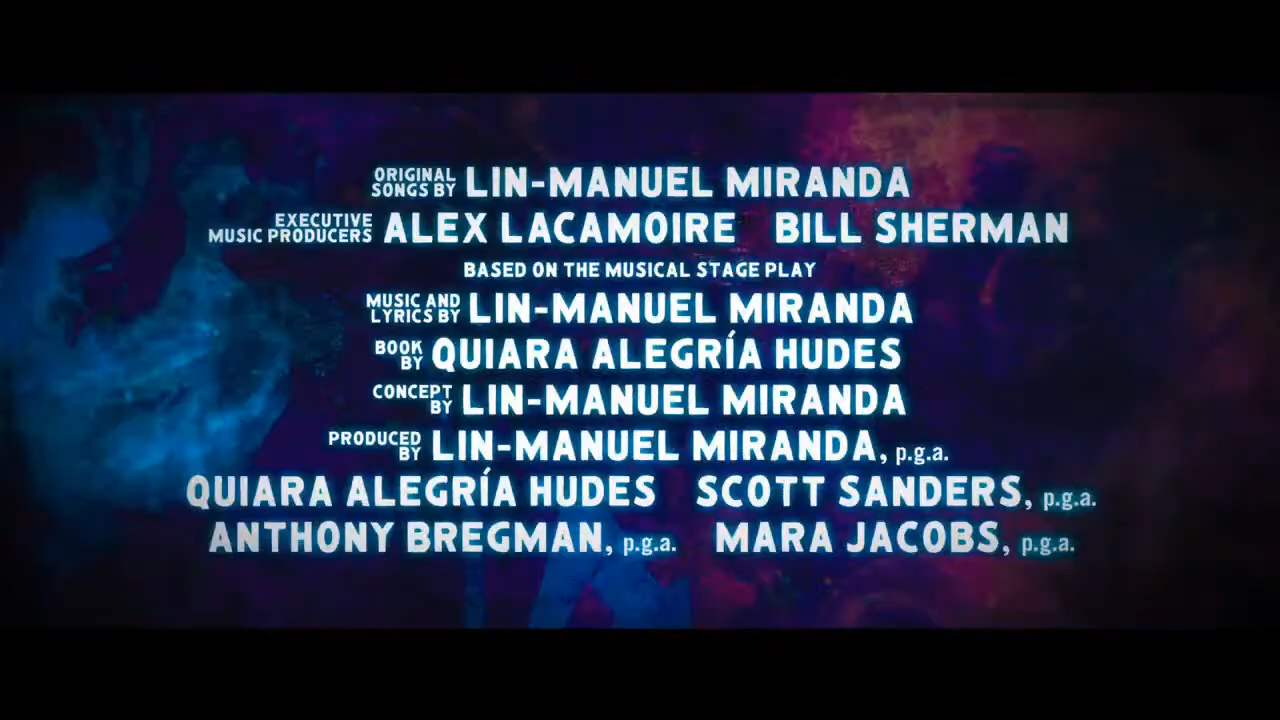 ORIGINAL SONGS BY LIN-MANUEL MIRANDA
EXECUTIVE MUSIC PRODUCERS ALEX LACAMOIRE BILL SHERMAN
BASED ON THE MUSICAL STAGE PLAY
MUSIC AND LYRICS BY LIN-MANUEL MIRANDA
BOOK BY QUIARA ALEGRÍA HUDES
CONCEPT BY LIN-MANUEL MIRANDA
PRODUCED BY LIN-MANUEL MIRANDA, p.g.a.
QUIARA ALEGRÍA HUDES SCOTT SANDERS, p.g.a.
ANTHONY BREGMAN, p.g.a. MARA JACOBS, p.g.a.